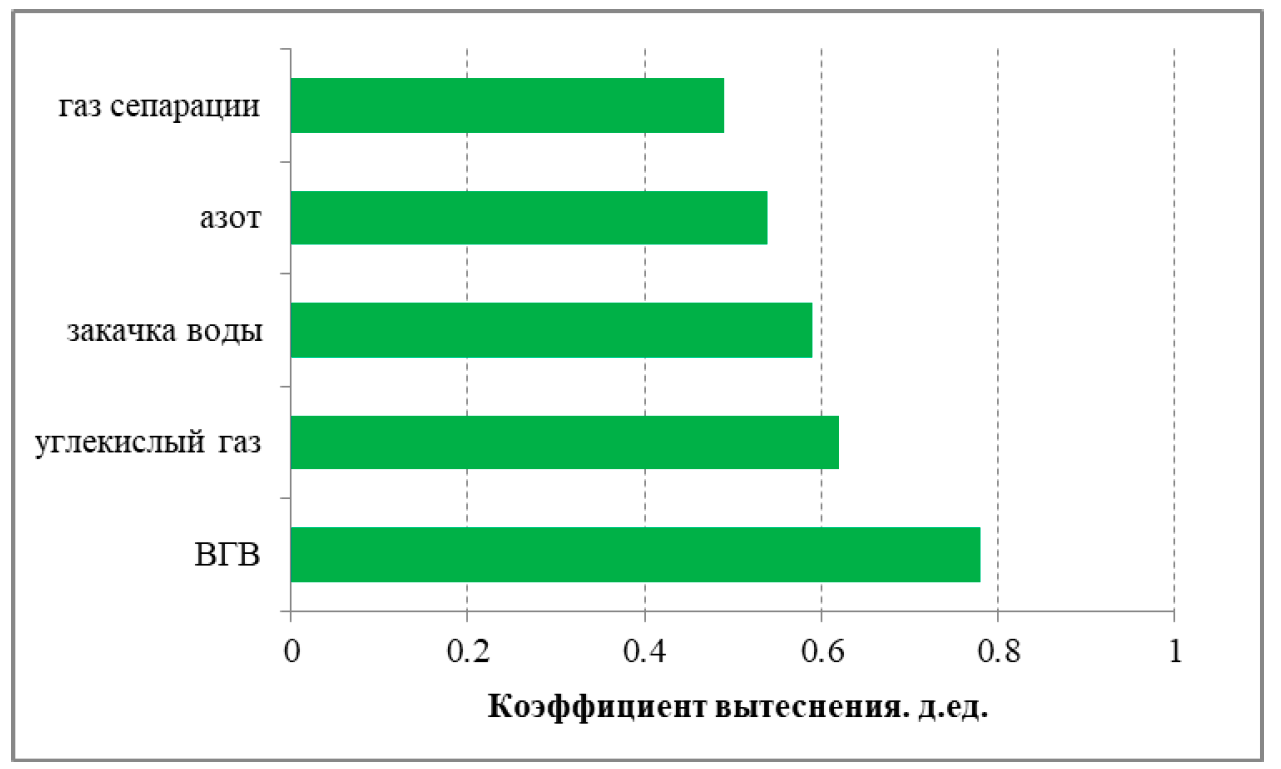 газ сепарации
азот
закачка воды
углекислый газ
ВГВ
0 0.2 0.4 0.6 0.8 1
Коэффициент вытеснения. д.ед.